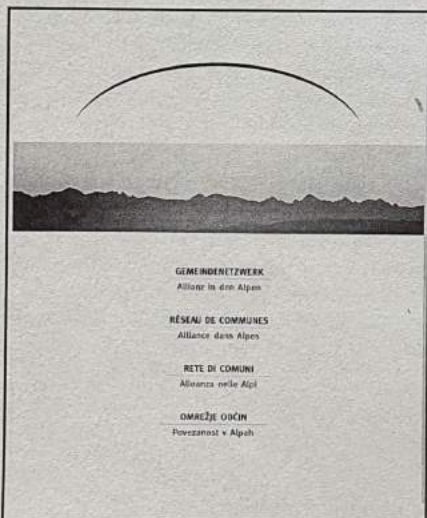 GEMEINDENETZWERK
Allianz in den Alpen
RÉSEAU DE COMMUNES
Alliance dans Alpes
RETE DI COMUNI
Alleanza nelle Alpi
OMREŽJE OBČIN
Povezanost v Alpah